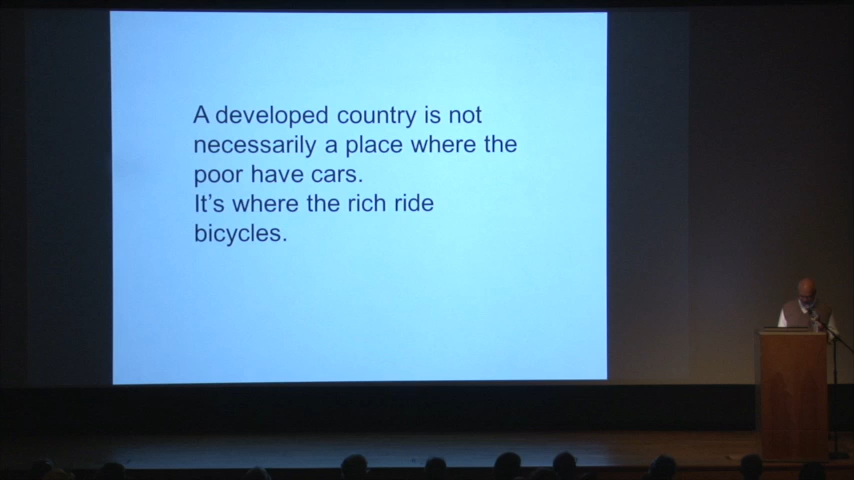 A developed country is not
necessarily a place where the
poor have cars.
It's where the rich ride
bicycles.